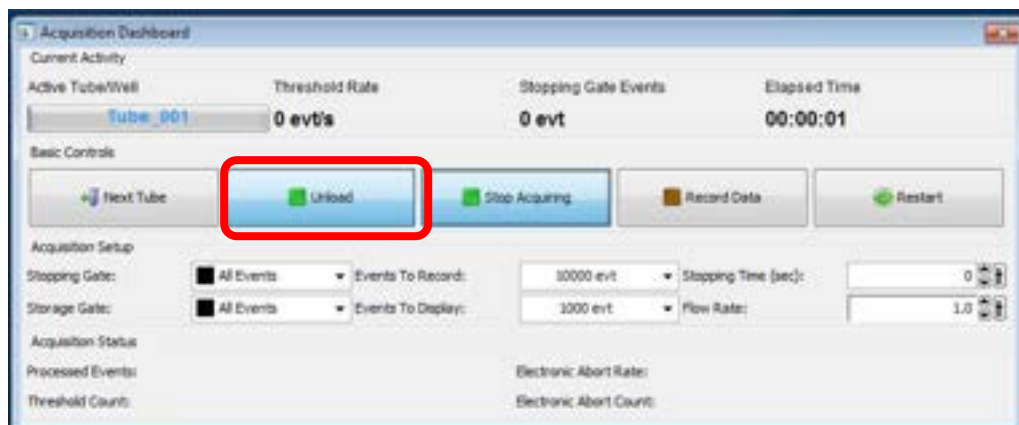 Acquisition Dashboard
Current Activity
Active Tube/Well Threshold Rate Stopping Gate Events Elapsed Time
Tube_001 0 evt/s 0 evt 00:00:01
Basic Controls
Next Tube Unload Stop Acquiring Record Data Restart
Acquisition Setup
Stopping Gate: All Events Events To Record: 10000 evt Stopping Time (sec): 0
Storage Gate: All Events Events To Display: 1000 evt Flow Rate: 1.0
Acquisition Status
Processed Events: Electronic Abort Rate:
Threshold Count: Electronic Abort Count: